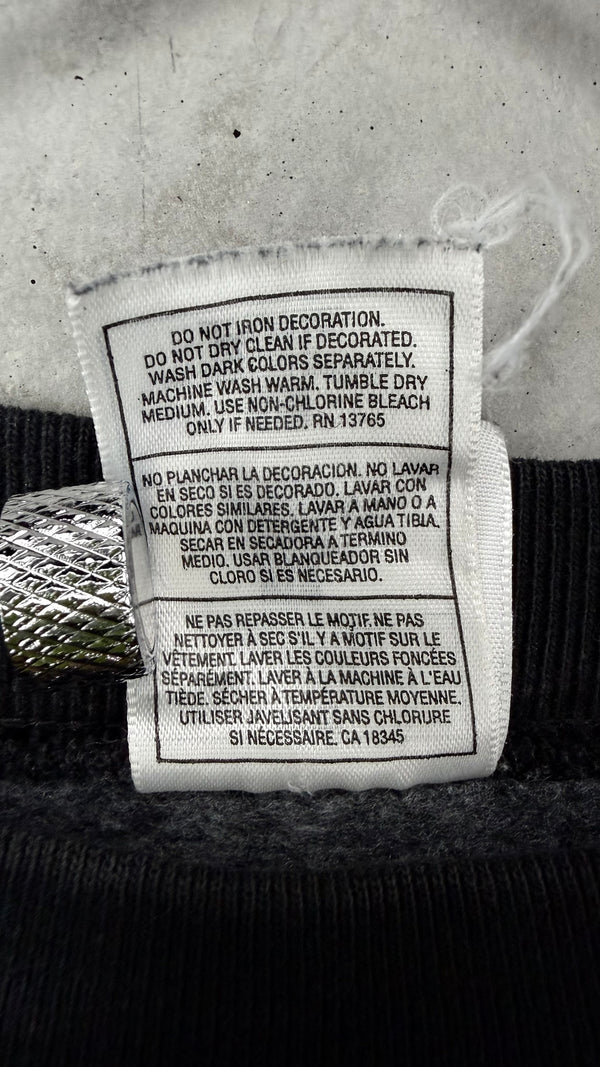 DO NOT IRON DECORATION.
DO NOT DRY CLEAN IF DECORATED.
WASH DARK COLORS SEPARATELY.
MACHINE WASH WARM. TUMBLE DRY
MEDIUM. USE NON-CHLORINE BLEACH
ONLY IF NEEDED. RN 13765
NO PLANCHAR LA DECORACION. NO LAVAR
EN SECO SI ES DECORADO. LAVAR CON
COLORES SIMILARES. LAVAR A MANO O A
MAQUINA CON DETERGENTE Y AGUA TIBIA.
SECAR EN SECADORA A TERMINO
MEDIO. USAR BLANQUEADOR SIN
CLORO SI ES NECESARIO.
NE PAS REPASSER LE MOTIF. NE PAS
NETTOYER À SEC S'IL Y A MOTIF SUR LE
VÊTEMENT. LAVER LES COULEURS FONCÉES
SÉPARÉMENT. LAVER À LA MACHINE À L'EAU
TIÈDE. SÉCHER À TEMPÉRATURE MOYENNE.
UTILISER JAVELISANT SANS CHLORURE
SI NÉCESSAIRE. CA 18345